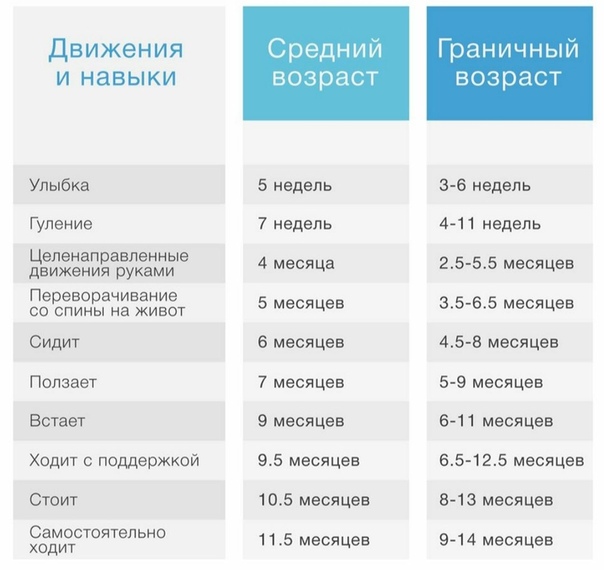 Движения
и навыки
Средний
возраст
Граничный
возраст
Улыбка
5 недель
3-6 недель
Гуление
7 недель
4-11 недель
Целенаправленные
движения руками
4 месяца
2.5-5.5 месяцев
Переворачивание
со спины на живот
5 месяцев
3.5-6.5 месяцев
Сидит
6 месяцев
4.5-8 месяцев
Ползает
7 месяцев
5-9 месяцев
Встает
9 месяцев
6-11 месяцев
Ходит с поддержкой
9.5 месяцев
6.5-12.5 месяцев
Стоит
10.5 месяцев
8-13 месяцев
Самостоятельно
ходит
11.5 месяцев
9-14 месяцев